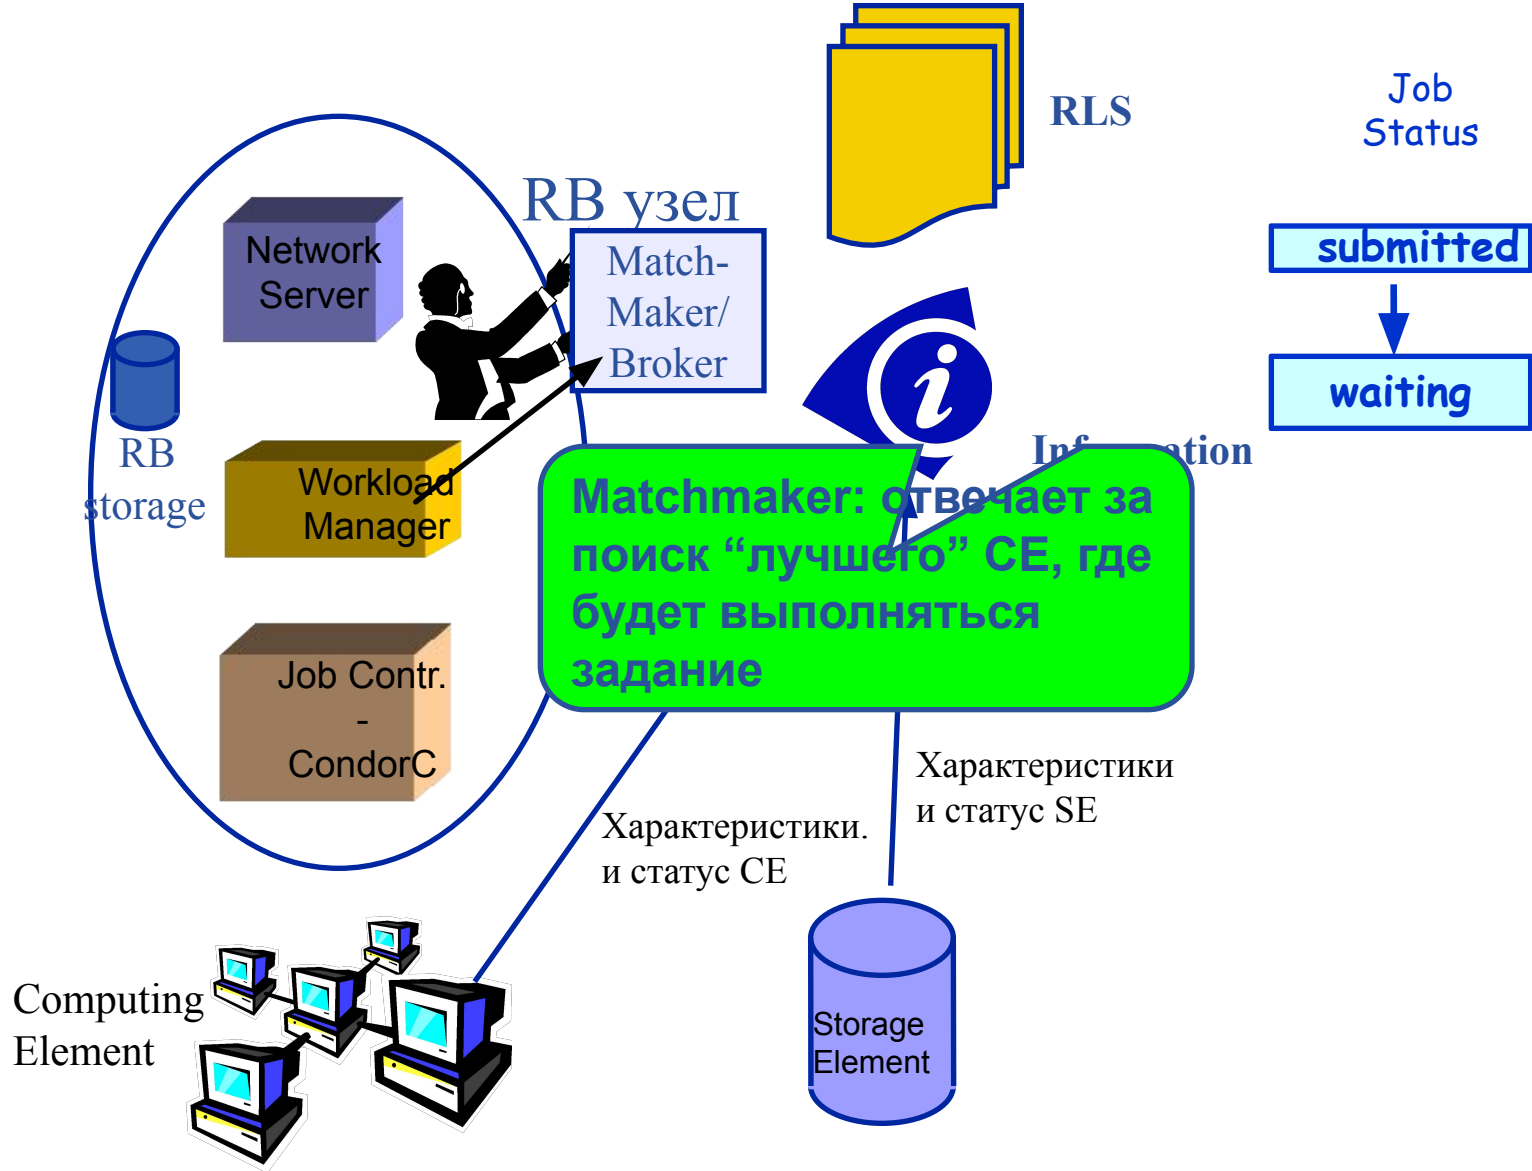 RLS
Job
Status
RB узел
Network
Server
Match-
Maker/
Broker
submitted
waiting
RB
storage
Workload
Manager
Matchmaker: отвечает за
поиск “лучшего” CE, где
будет выполняться
задание
Job Contr.
-
CondorC
Характеристики
и статус SE
Характеристики.
и статус CE
Computing
Element
Storage
Element